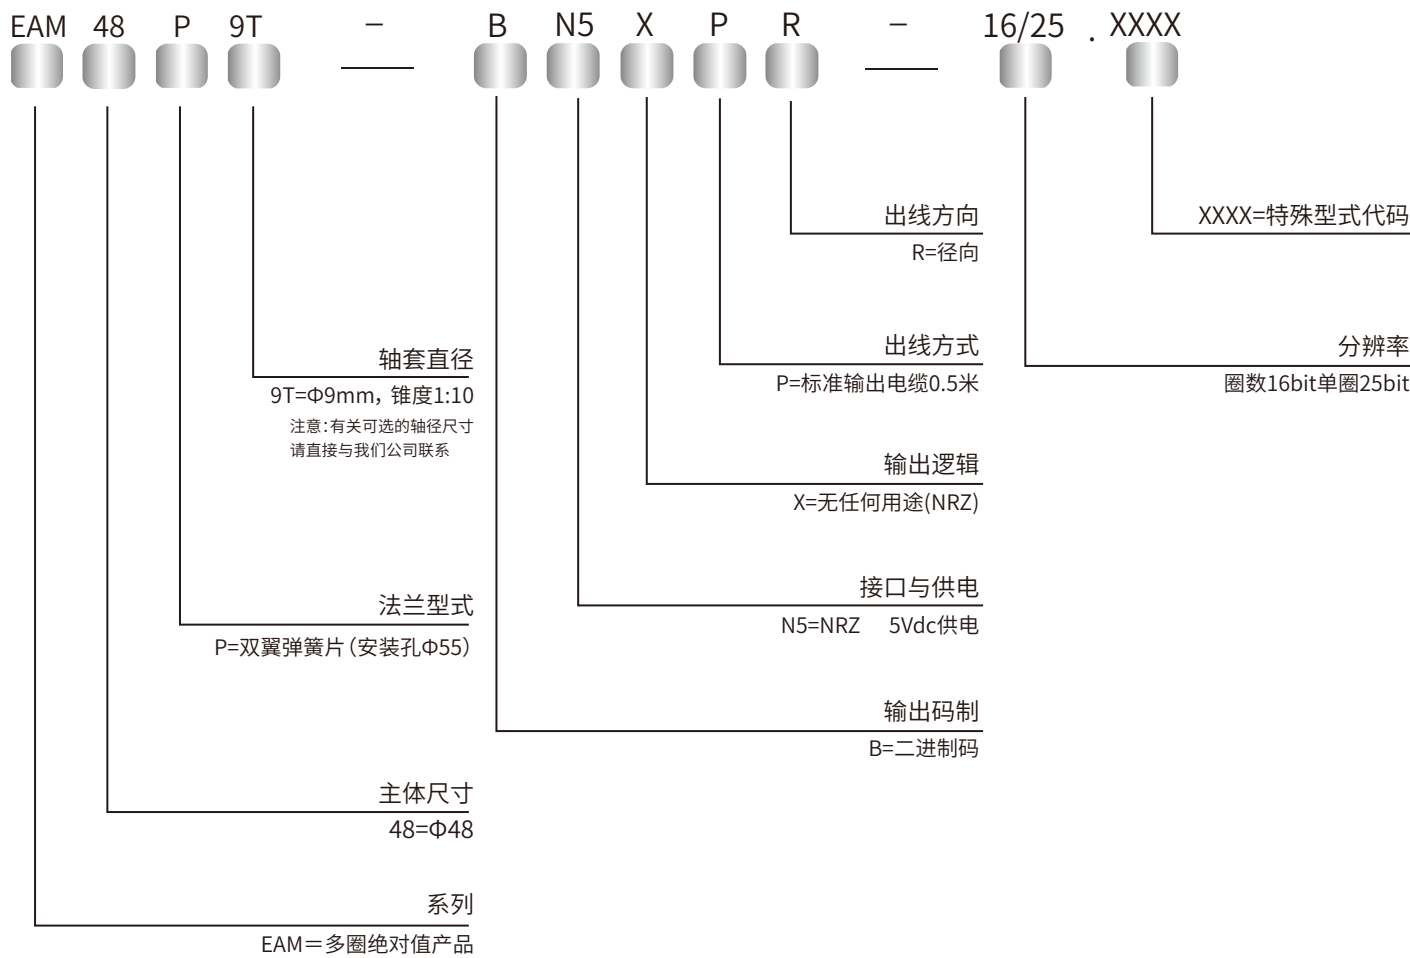 EAM 48 P 9T – B N5 X P R – 16/25 . XXXX
出线方向
R=径向
XXXX=特殊型式代码
出线方式
P=标准输出电缆0.5米
分辨率
圈数16bit单圈25bit
轴套直径
9T=Φ9mm，锥度1:10
注意：有关可选的轴径尺寸
请直接与我们公司联系
输出逻辑
X=无任何用途(NRZ)
接口与供电
N5=NRZ 5Vdc供电
法兰型式
P=双翼弹簧片（安装孔Φ55）
输出码制
B=二进制码
主体尺寸
48=Φ48
系列
EAM＝多圈绝对值产品